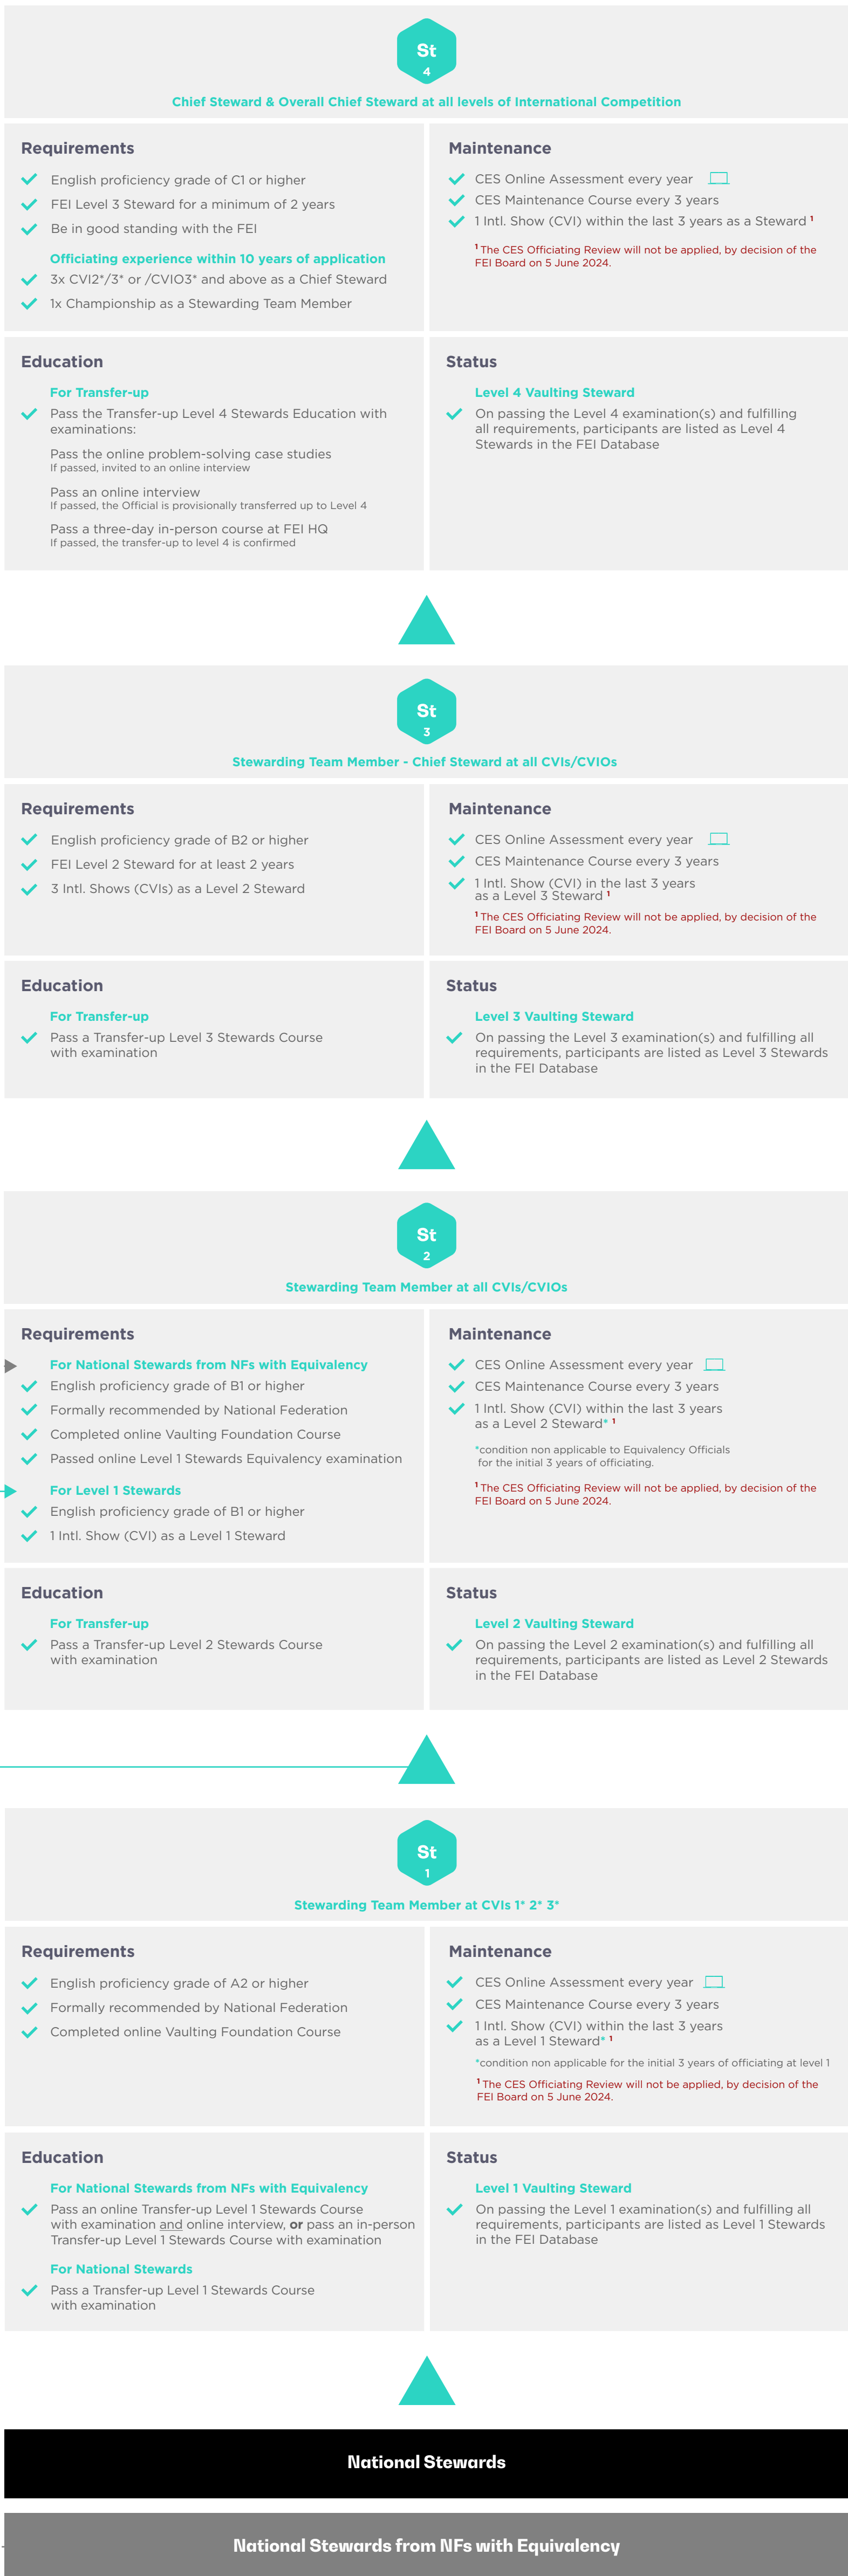 St
4
Chief Steward & Overall Chief Steward at all levels of International Competition
Requirements
English proficiency grade of C1 or higher
FEI Level 3 Steward for a minimum of 2 years
Be in good standing with the FEI
Officiating experience within 10 years of application
3x CVI2*/3* or /CVIO3* and above as a Chief Steward
1x Championship as a Stewarding Team Member
Maintenance
CES Online Assessment every year
CES Maintenance Course every 3 years
1 Intl. Show (CVI) within the last 3 years as a Steward 1
1 The CES Officiating Review will not be applied, by decision of the
FEI Board on 5 June 2024.
Education
For Transfer-up
Pass the Transfer-up Level 4 Stewards Education with
examinations:
Pass the online problem-solving case studies
If passed, invited to an online interview
Pass an online interview
If passed, the Official is provisionally transferred up to Level 4
Pass a three-day in-person course at FEI HQ
If passed, the transfer-up to level 4 is confirmed
Status
Level 4 Vaulting Steward
On passing the Level 4 examination(s) and fulfilling
all requirements, participants are listed as Level 4
Stewards in the FEI Database
St
3
Stewarding Team Member - Chief Steward at all CVIs/CVIOs
Requirements
English proficiency grade of B2 or higher
FEI Level 2 Steward for at least 2 years
3 Intl. Shows (CVIs) as a Level 2 Steward
Maintenance
CES Online Assessment every year
CES Maintenance Course every 3 years
1 Intl. Show (CVI) in the last 3 years
as a Level 3 Steward 1
1 The CES Officiating Review will not be applied, by decision of the
FEI Board on 5 June 2024.
Education
For Transfer-up
Pass a Transfer-up Level 3 Stewards Course
with examination
Status
Level 3 Vaulting Steward
On passing the Level 3 examination(s) and fulfilling all
requirements, participants are listed as Level 3 Stewards
in the FEI Database
St
2
Stewarding Team Member at all CVIs/CVIOs
Requirements
For National Stewards from NFs with Equivalency
English proficiency grade of B1 or higher
Formally recommended by National Federation
Completed online Vaulting Foundation Course
Passed online Level 1 Stewards Equivalency examination
For Level 1 Stewards
English proficiency grade of B1 or higher
1 Intl. Show (CVI) as a Level 1 Steward
Maintenance
CES Online Assessment every year
CES Maintenance Course every 3 years
1 Intl. Show (CVI) within the last 3 years
as a Level 2 Steward* 1
*condition non applicable to Equivalency Officials
for the initial 3 years of officiating.
1 The CES Officiating Review will not be applied, by decision of the
FEI Board on 5 June 2024.
Education
For Transfer-up
Pass a Transfer-up Level 2 Stewards Course
with examination
Status
Level 2 Vaulting Steward
On passing the Level 2 examination(s) and fulfilling all
requirements, participants are listed as Level 2 Stewards
in the FEI Database
St
1
Stewarding Team Member at CVIs 1* 2* 3*
Requirements
English proficiency grade of A2 or higher
Formally recommended by National Federation
Completed online Vaulting Foundation Course
Maintenance
CES Online Assessment every year
CES Maintenance Course every 3 years
1 Intl. Show (CVI) within the last 3 years
as a Level 1 Steward* 1
*condition non applicable for the initial 3 years of officiating at level 1
1 The CES Officiating Review will not be applied, by decision of the
FEI Board on 5 June 2024.
Education
For National Stewards from NFs with Equivalency
Pass an online Transfer-up Level 1 Stewards Course
with examination and online interview, or pass an in-person
Transfer-up Level 1 Stewards Course with examination
For National Stewards
Pass a Transfer-up Level 1 Stewards Course
with examination
Status
Level 1 Vaulting Steward
On passing the Level 1 examination(s) and fulfilling all
requirements, participants are listed as Level 1 Stewards
in the FEI Database
National Stewards
National Stewards from NFs with Equivalency